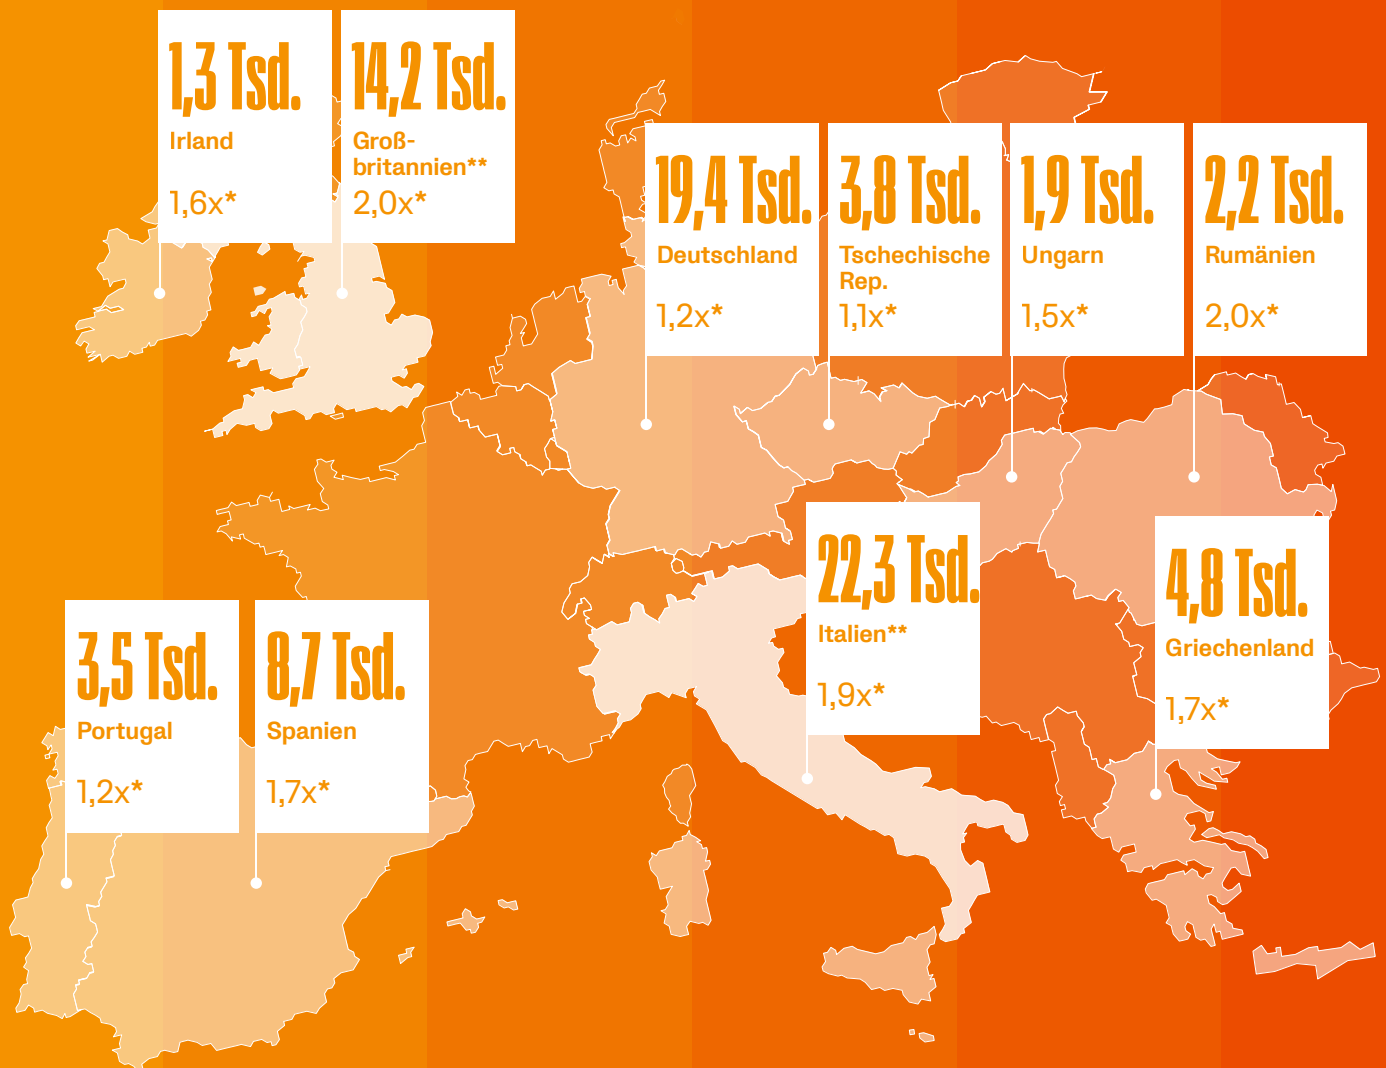 1,3 Tsd.
Irland
1,6x*
14,2 Tsd.
Groß-
britannien**
2,0x*
19,4 Tsd.
Deutschland
1,2x*
3,8 Tsd.
Tschechische
Rep.
1,1x*
1,9 Tsd.
Ungarn
1,5x*
2,2 Tsd.
Rumänien
2,0x*
22,3 Tsd.
Italien**
1,9x*
4,8 Tsd.
Griechenland
1,7x*
3,5 Tsd.
Portugal
1,2x*
8,7 Tsd.
Spanien
1,7x*